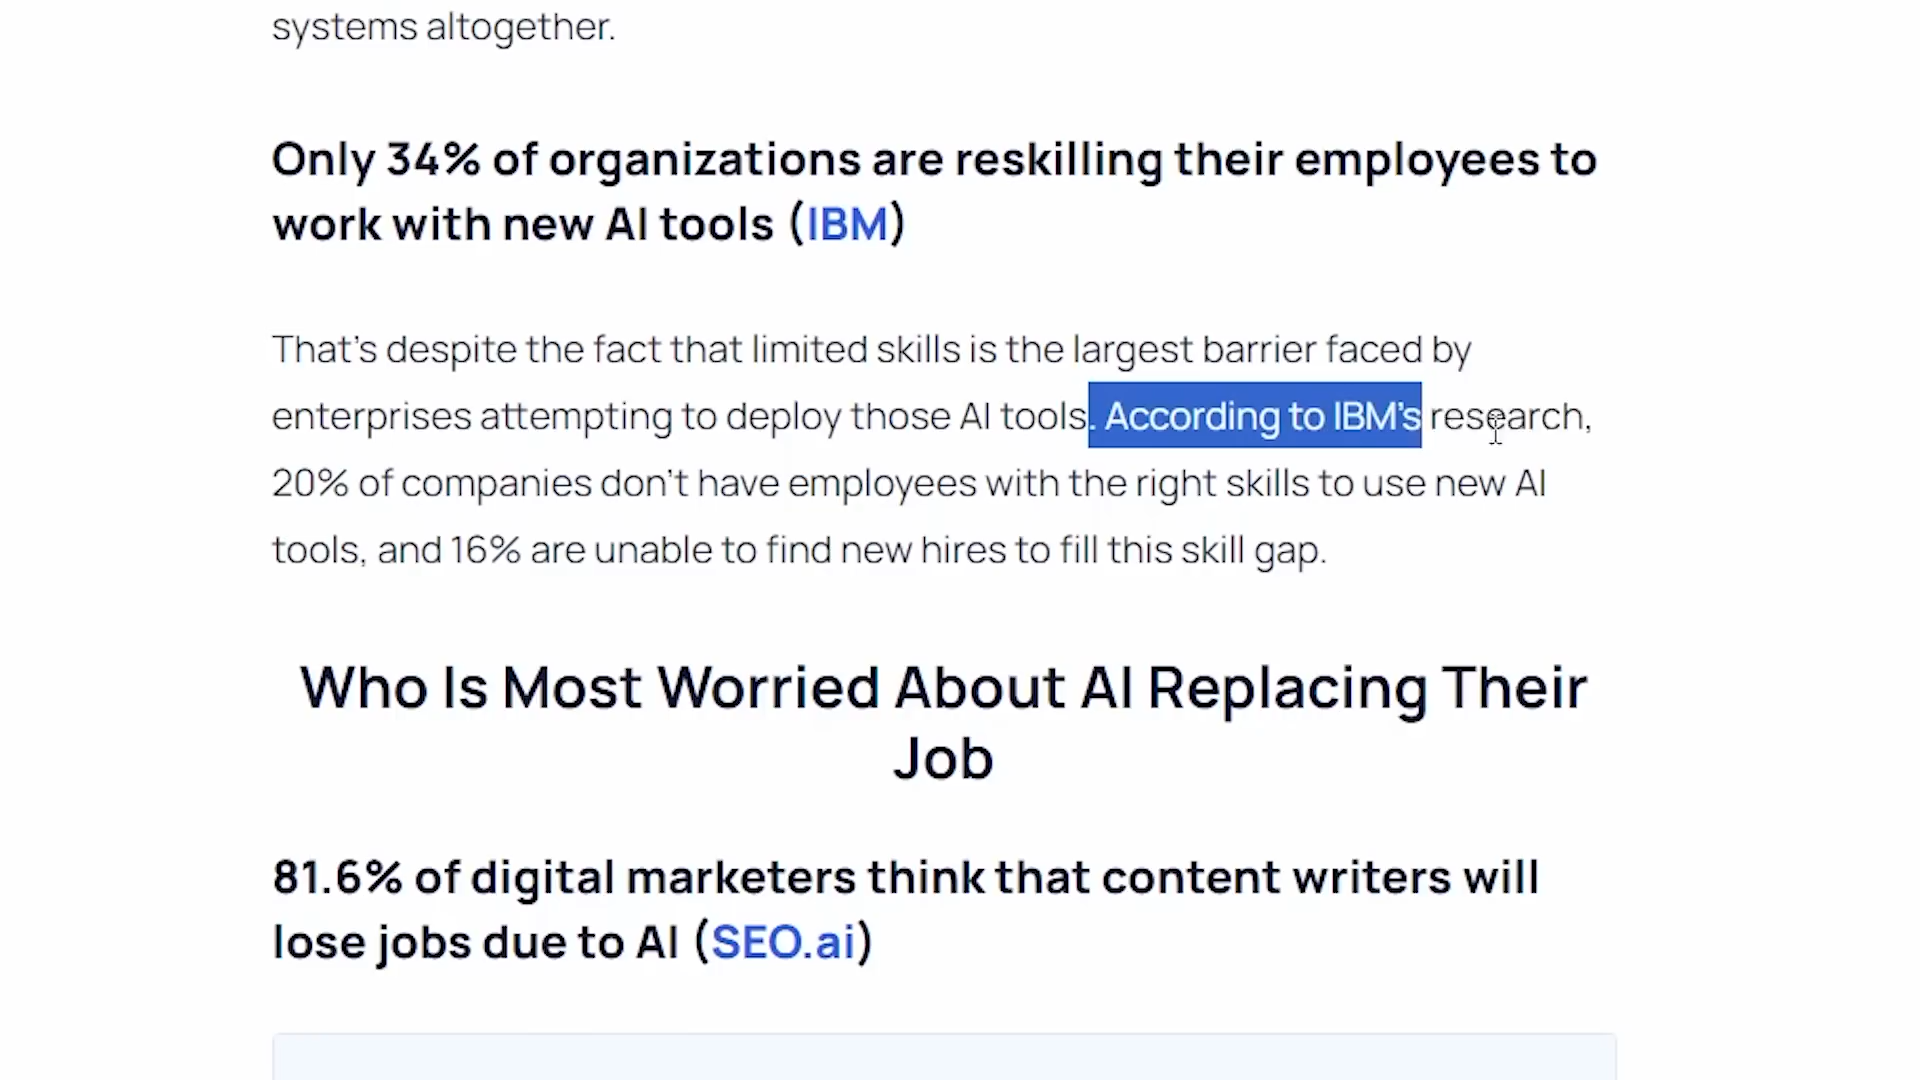 systems altogether.
Only 34% of organizations are reskilling their employees to
work with new AI tools (IBM)
That's despite the fact that limited skills is the largest barrier faced by
enterprises attempting to deploy those AI tools. According to IBM's research,
20% of companies don't have employees with the right skills to use new AI
tools, and 16% are unable to find new hires to fill this skill gap.
Who Is Most Worried About AI Replacing Their
Job
81.6% of digital marketers think that content writers will
lose jobs due to AI (SEO.ai)